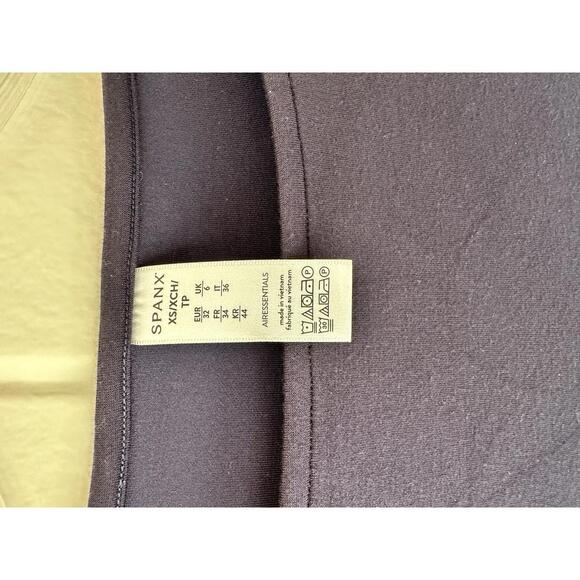 SPANX
XS/XCH/
TP
EUR UK
32 6
FR IT
34 36
KR
44
AIRESSENTIALS
made in vietnam
fabriqué au vietnam
P
30 P